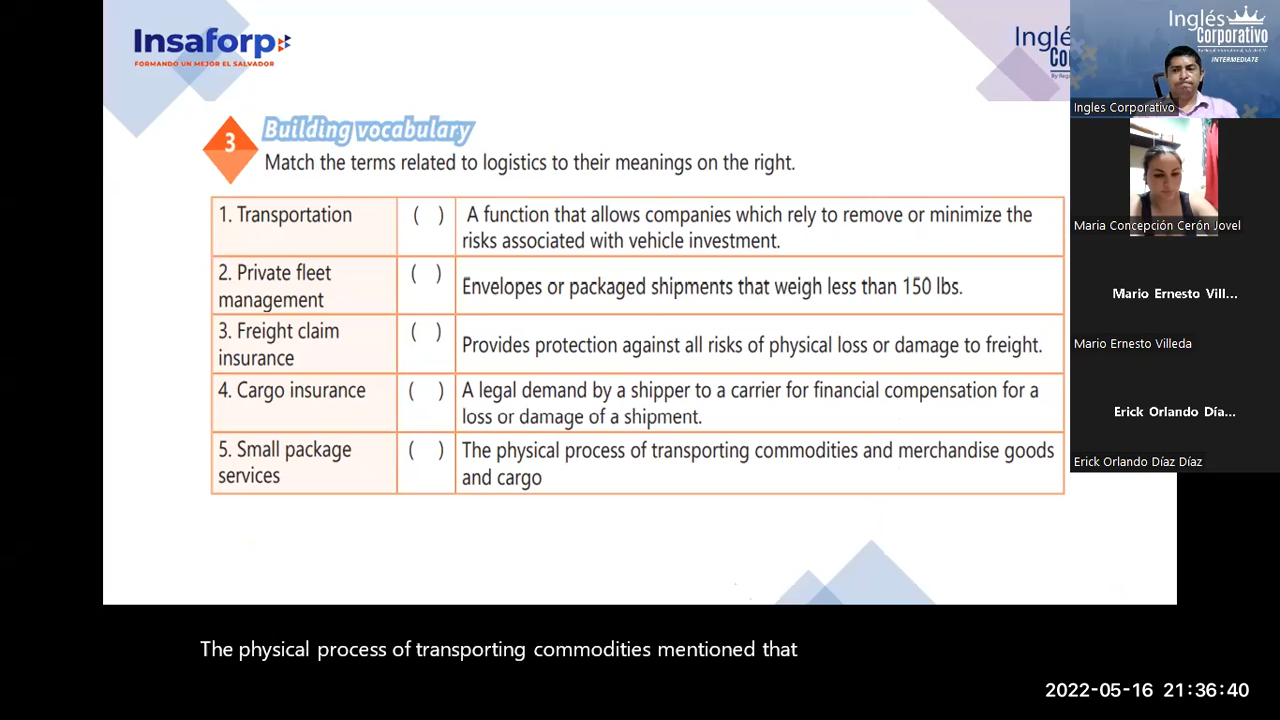 Insaforp
FORMANDO UN MEJOR EL SALVADOR
Inglé
Co
By Rega
3
Building vocabulary
Match the terms related to logistics to their meanings on the right.
1. Transportation
( )
A function that allows companies which rely to remove or minimize the
risks associated with vehicle investment.
2. Private fleet
management
( )
Envelopes or packaged shipments that weigh less than 150 lbs.
3. Freight claim
insurance
( )
Provides protection against all risks of physical loss or damage to freight.
4. Cargo insurance
( )
A legal demand by a shipper to a carrier for financial compensation for a
loss or damage of a shipment.
5. Small package
services
( )
The physical process of transporting commodities and merchandise goods
and cargo
Inglés
Corporativo
INTERMEDIATE
Ingles Corporativo
Maria Concepción Cerón Jovel
Mario Ernesto Vill...
Mario Ernesto Villeda
Erick Orlando Día...
Erick Orlando Díaz Díaz
The physical process of transporting commodities mentioned that
2022-05-16 21:36:40